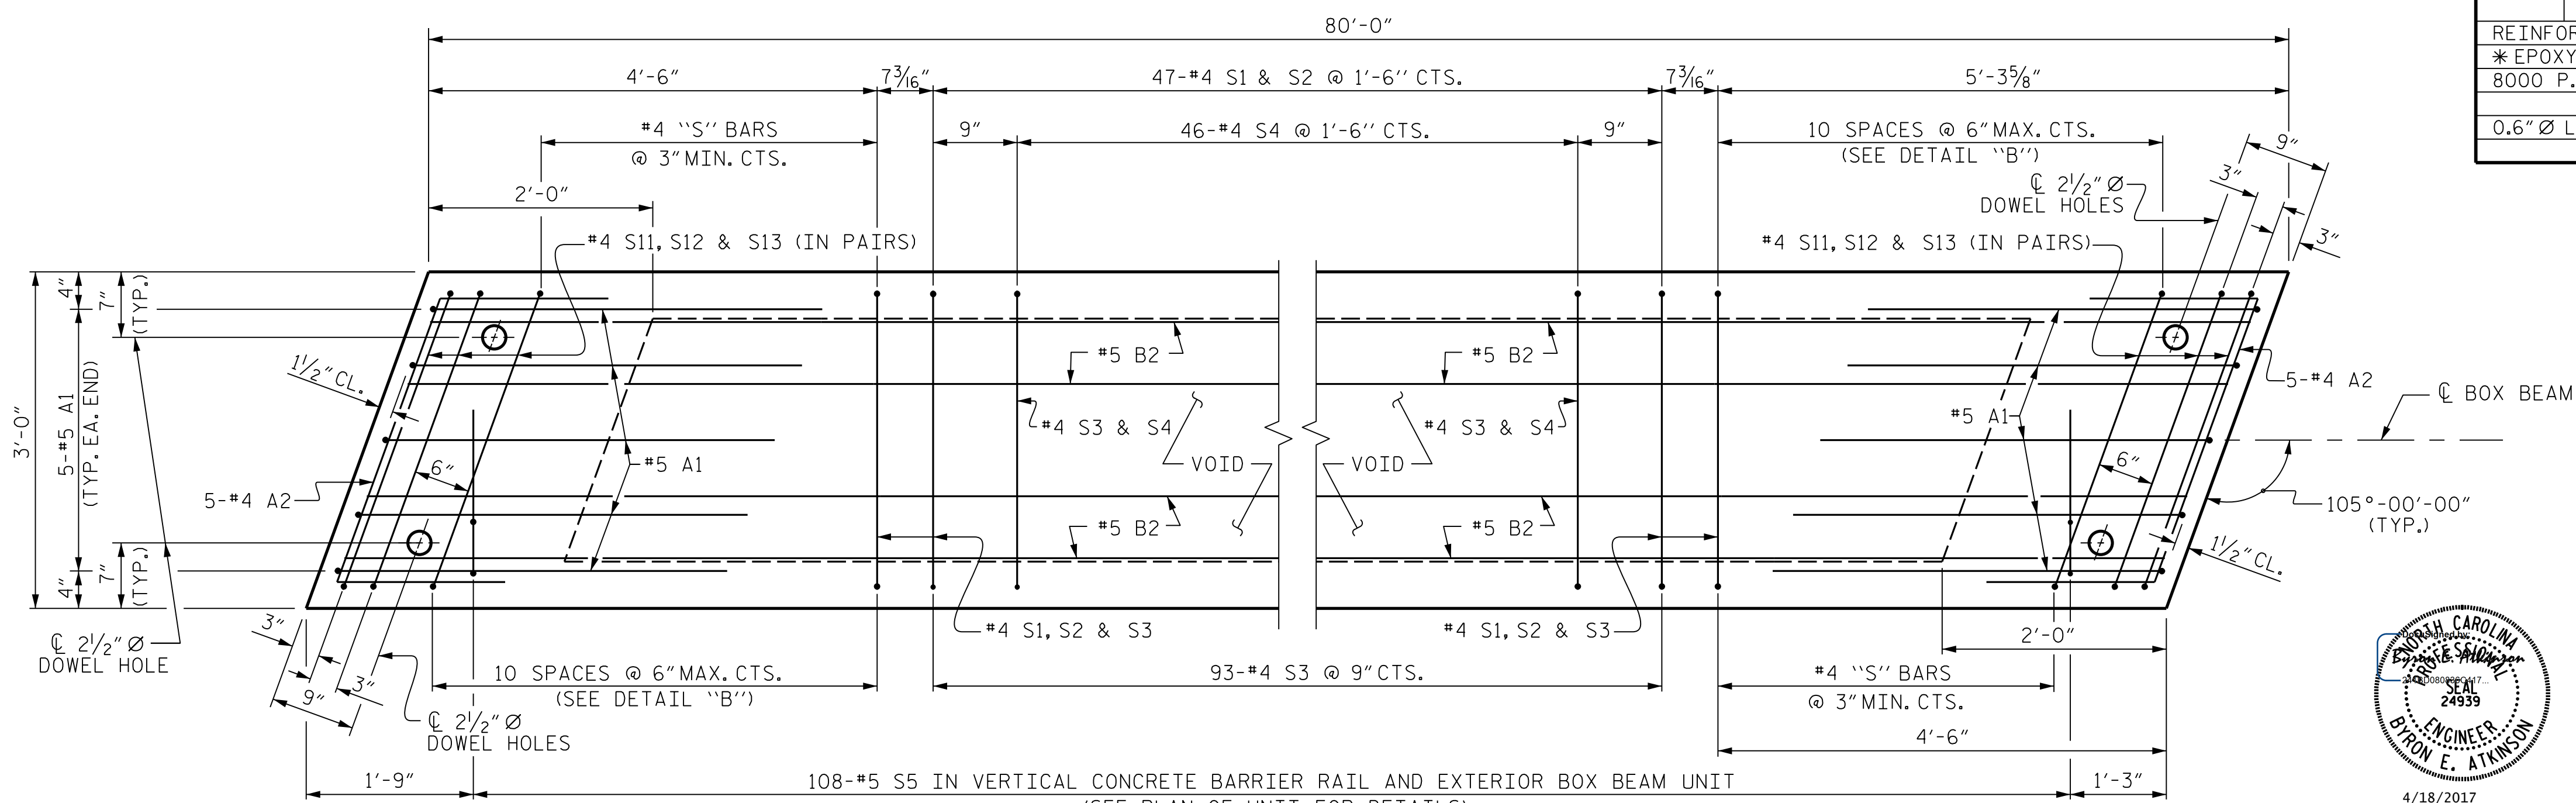 80'-0"
REINFOR
* EPOXY
8000 P.
0.6"Ø L
4'-6"
7 3/16"
47-#4 S1 & S2 @ 1'-6" CTS.
7 3/16"
5'-3 5/8"
#4 "S" BARS
@ 3" MIN. CTS.
9"
46-#4 S4 @ 1'-6" CTS.
9"
10 SPACES @ 6" MAX. CTS.
(SEE DETAIL "B")
9"
3"
3"
2'-0"
℄ 2 1/2" Ø
DOWEL HOLES
#4 S11, S12 & S13 (IN PAIRS)
#4 S11, S12 & S13 (IN PAIRS)
4"
7"
(TYP.)
1 1/2" CL.
3'-0"
5-#5 A1
(TYP. EA. END)
#5 B2
#5 B2
5-#4 A2
℄ BOX BEAM
#4 S3 & S4
#4 S3 & S4
#5 A1
6"
#5 A1
VOID
VOID
6"
5-#4 A2
105°-00'-00"
(TYP.)
#5 B2
#5 B2
1 1/2" CL.
4"
7"
(TYP.)
℄ 2 1/2" Ø
DOWEL HOLE
3"
3"
9"
#4 S1, S2 & S3
#4 S1, S2 & S3
2'-0"
10 SPACES @ 6" MAX. CTS.
(SEE DETAIL "B")
93-#4 S3 @ 9" CTS.
#4 "S" BARS
@ 3" MIN. CTS.
℄ 2 1/2" Ø
DOWEL HOLES
4'-6"
1'-9"
108-#5 S5 IN VERTICAL CONCRETE BARRIER RAIL AND EXTERIOR BOX BEAM UNIT
1'-3"
(SEE PLAN OF UNIT FOR DETAILS)
NORTH CAROLINA
PROFESSIONAL
DocuSigned by:
Byron E. Atkinson
SEAL
24939
ENGINEER
BYRON E. ATKINSON
4/18/2017